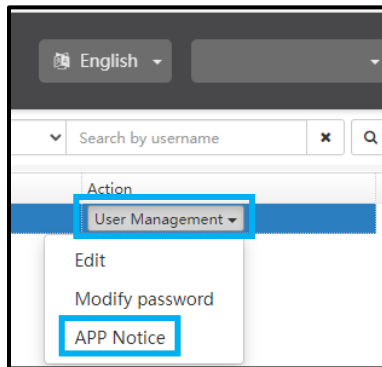 English
Search by username
Action
User Management
Edit
Modify password
APP Notice